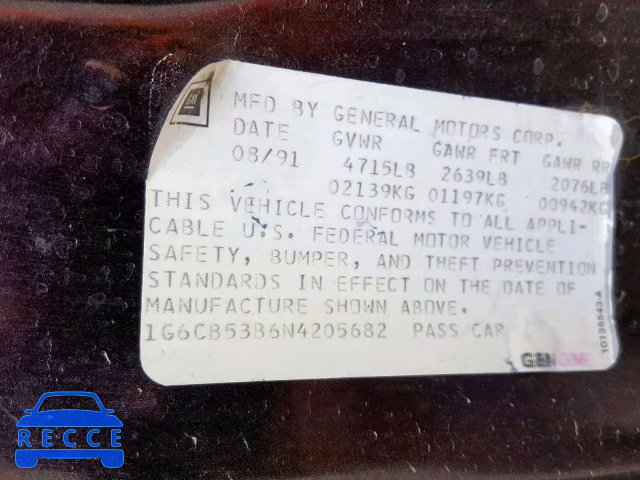 GM
MFD BY GENERAL MOTORS CORP.
DATE GVWR GAWR FRT GAWR RR
08/91 4715LB 2639LB 2076LB
02139KG 01197KG 00942KG
THIS VEHICLE CONFORMS TO ALL APPLI-
CABLE U.S. FEDERAL MOTOR VEHICLE
SAFETY, BUMPER, AND THEFT PREVENTION
STANDARDS IN EFFECT ON THE DATE OF
MANUFACTURE SHOWN ABOVE.
1G6CB53B6N4205682 PASS CAR
10135543-A
RECCE